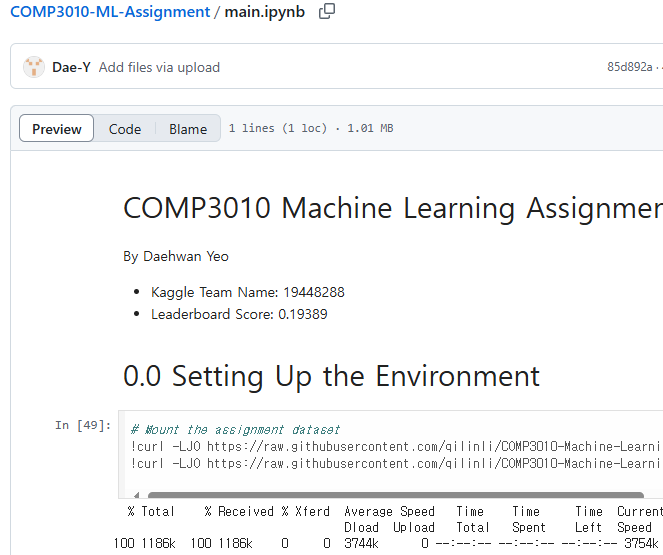 COMP3010-ML-Assignment / main.ipynb
Dae-Y Add files via upload 85d892a ·
Preview Code Blame 1 lines (1 loc) · 1.01 MB
COMP3010 Machine Learning Assignmen
By Daehwan Yeo
• Kaggle Team Name: 19448288
• Leaderboard Score: 0.19389
0.0 Setting Up the Environment
In [49]: # Mount the assignment dataset
!curl -LJO https://raw.githubusercontent.com/qilinli/COMP3010-Machine-Learni
!curl -LJO https://raw.githubusercontent.com/qilinli/COMP3010-Machine-Learni
% Total % Received % Xferd Average Speed Time Time Time Current
Dload Upload Total Spent Left Speed
100 1186k 100 1186k 0 0 3744k 0 --:--:-- --:--:-- --:--:-- 3754k